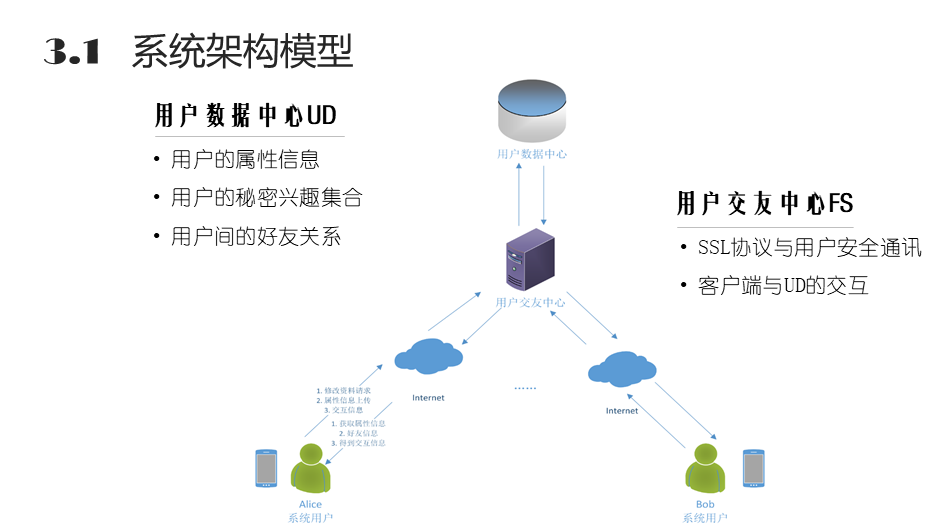 3.1 系统架构模型
用户数据中心UD
• 用户的属性信息
• 用户的秘密兴趣集合
• 用户间的好友关系
用户数据中心
用户交友中心FS
• SSL协议与用户安全通讯
• 客户端与UD的交互
用户交友中心
Internet
Internet
……
1. 修改资料请求
2. 属性信息上传
3. 交互信息
1. 获取属性信息
2. 好友信息
3. 得到交互信息
Alice
系统用户
Bob
系统用户